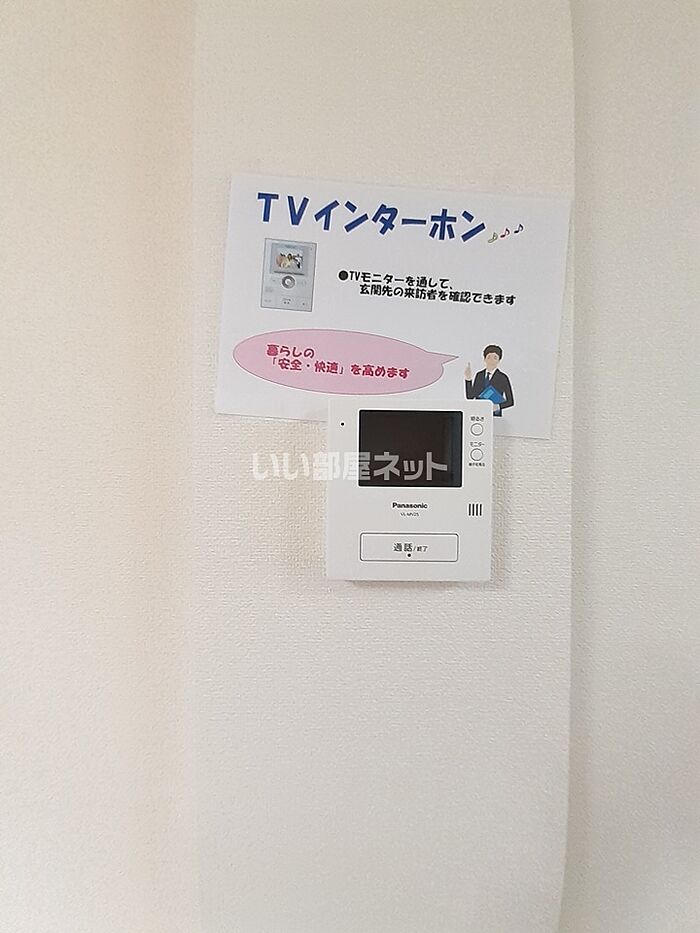 TVインターホン
●TVモニターを通して、
玄関先の来訪者を確認できます
暮らしの
「安全・快適」を高めます
いい部屋ネット
モニター
Panasonic
通話/終了